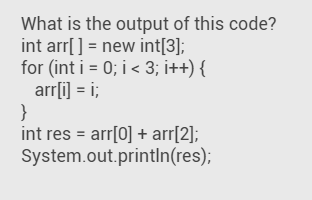 What is the output of this code?
int arr[ ] = new int[3];
for (int i = 0; i < 3; i++) {
arr[i] = i;
}
int res = arr[0] + arr[2];
System.out.println(res);